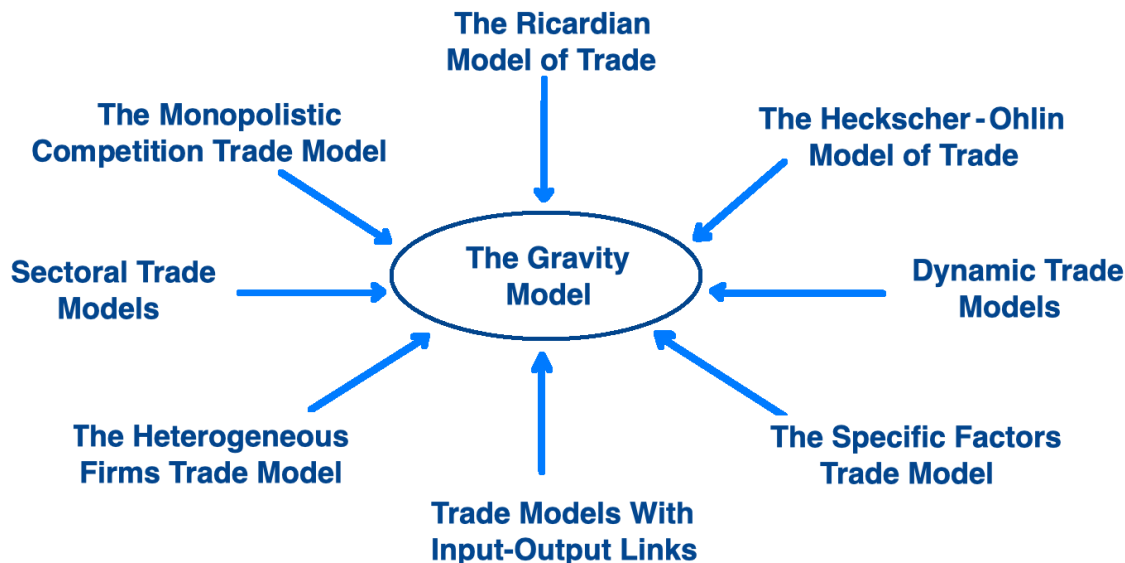 The Ricardian
Model of Trade
The Monopolistic
Competition Trade Model
The Heckscher-Ohlin
Model of Trade
The Gravity
Model
Sectoral Trade
Models
Dynamic Trade
Models
The Heterogeneous
Firms Trade Model
The Specific Factors
Trade Model
Trade Models With
Input-Output Links